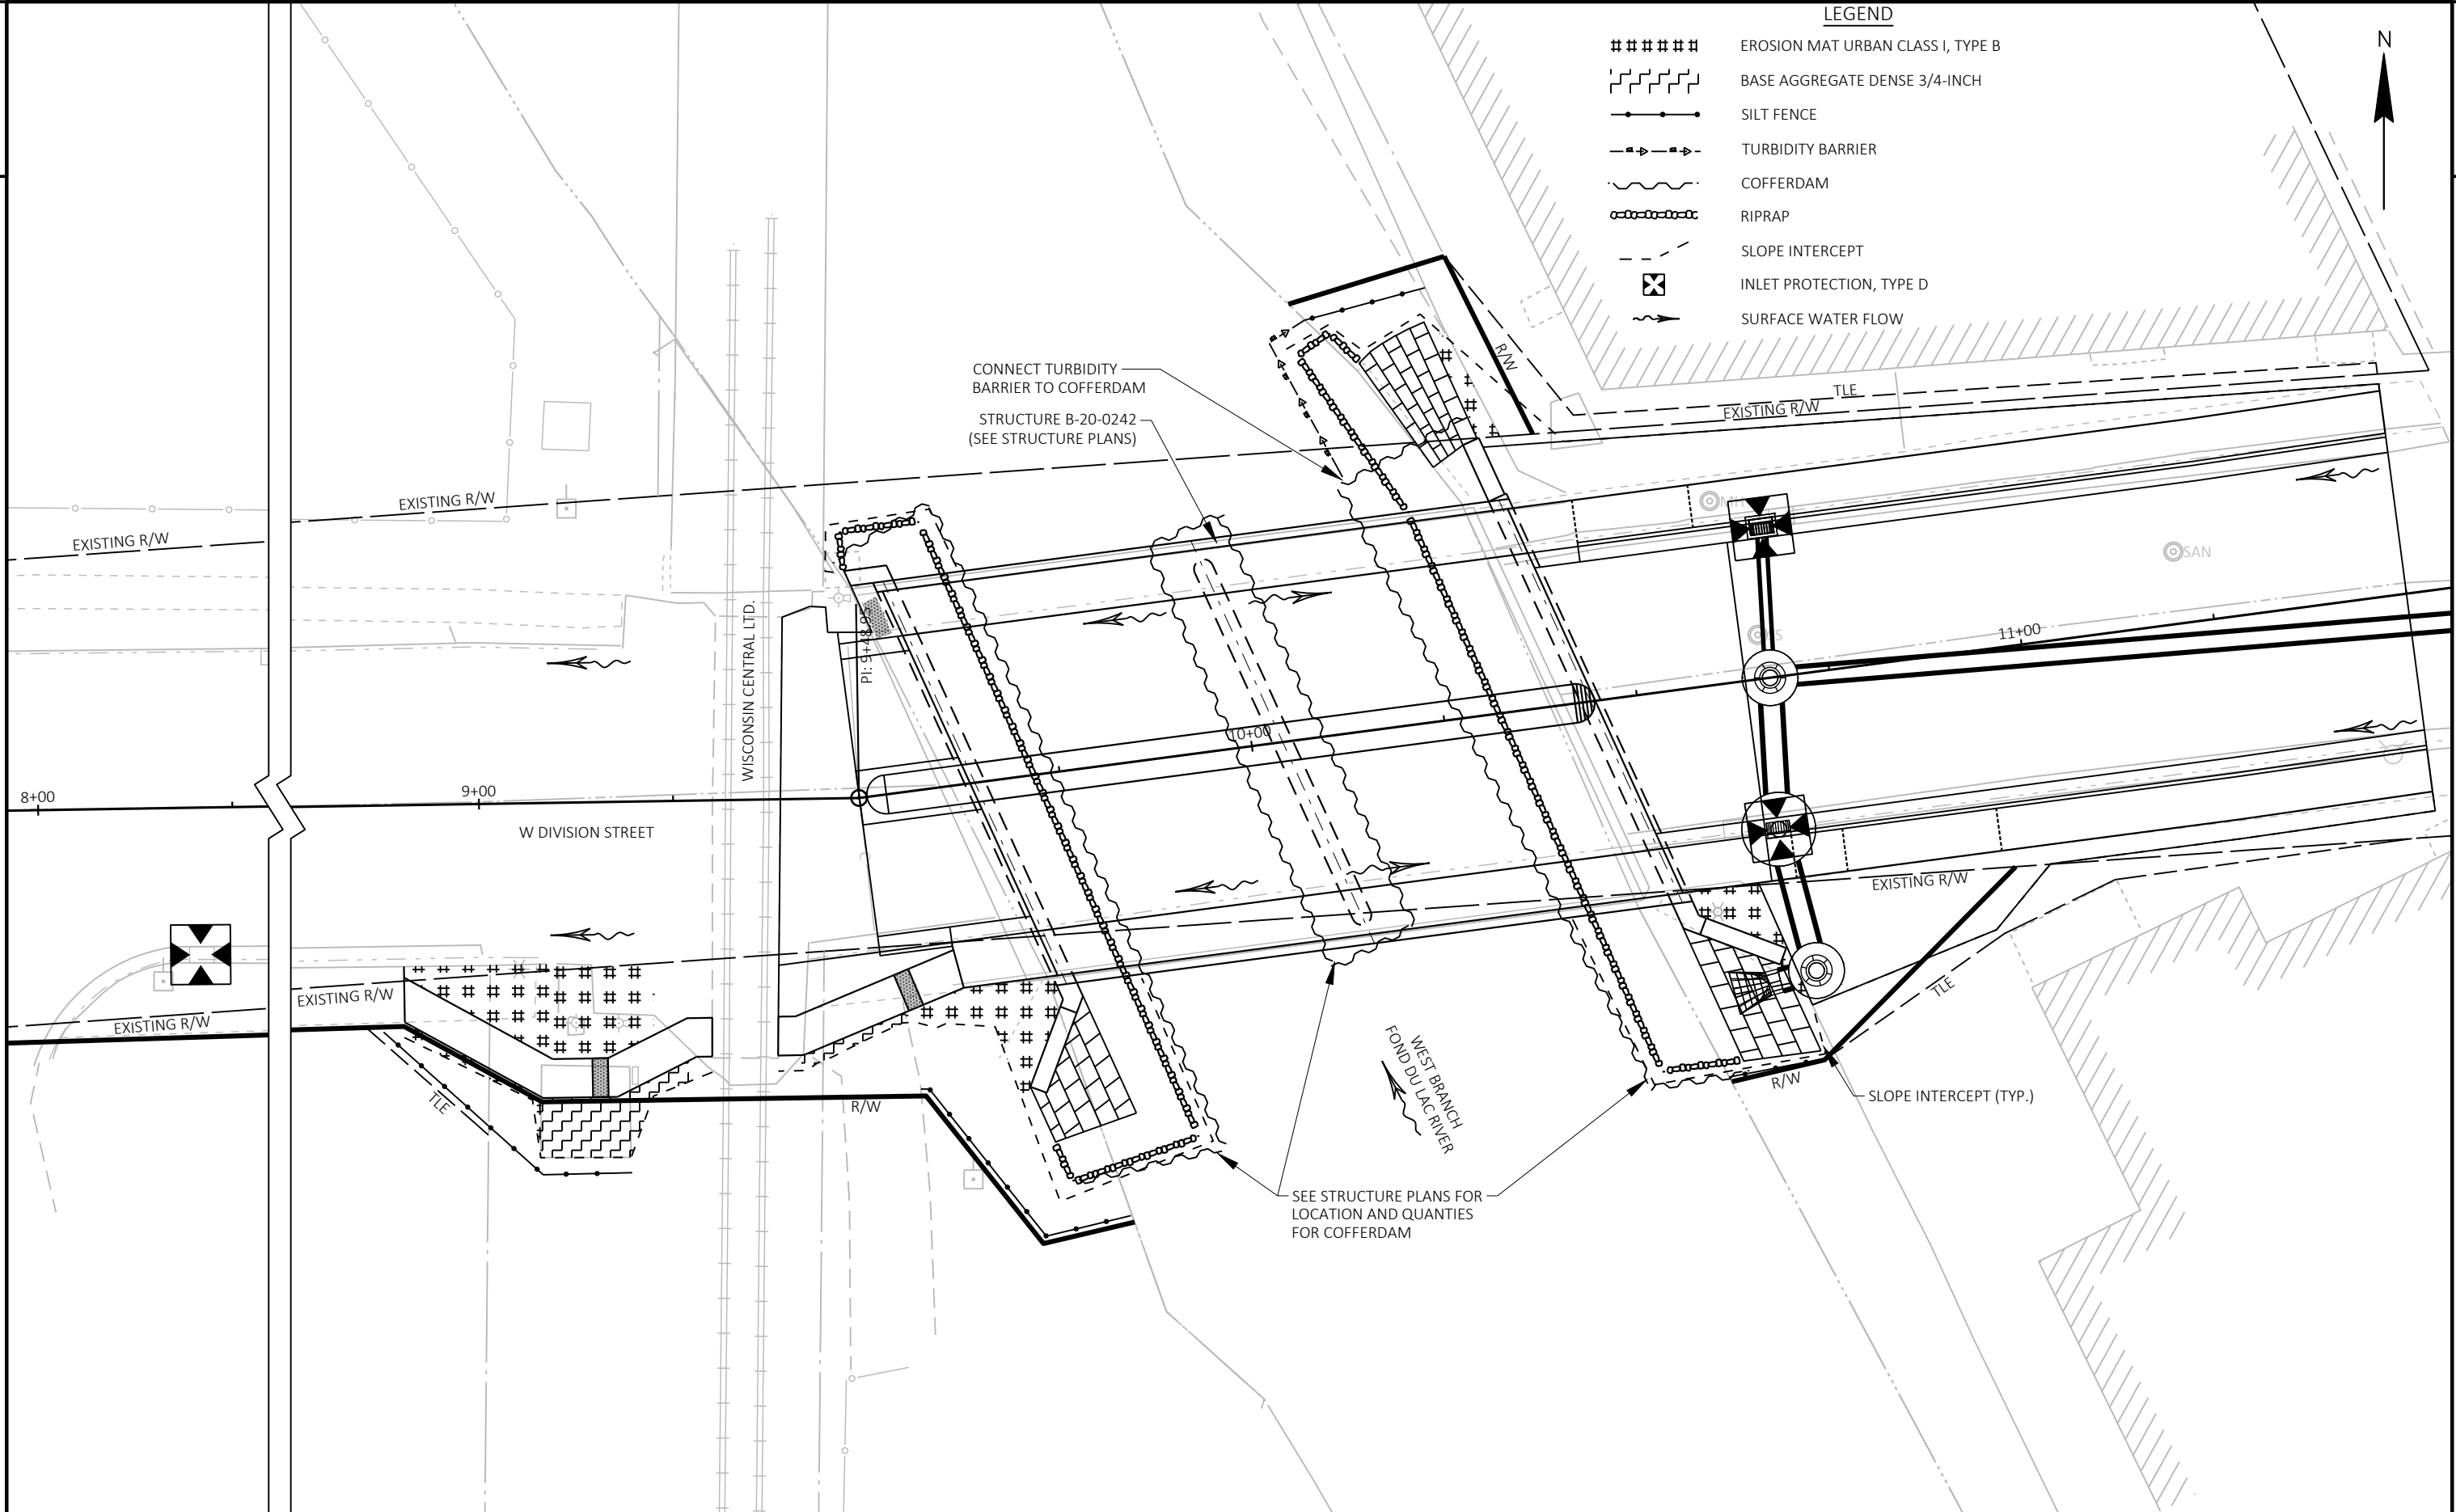 LEGEND
EROSION MAT URBAN CLASS I, TYPE B
BASE AGGREGATE DENSE 3/4-INCH
SILT FENCE
TURBIDITY BARRIER
COFFERDAM
RIPRAP
SLOPE INTERCEPT
INLET PROTECTION, TYPE D
SURFACE WATER FLOW
N
R/W
CONNECT TURBIDITY
BARRIER TO COFFERDAM
STRUCTURE B-20-0242
(SEE STRUCTURE PLANS)
TLE
EXISTING R/W
EXISTING R/W
EXISTING R/W
MH
SAN
WISCONSIN CENTRAL LTD.
PI: 9+48.95
11+00
10+00
8+00
9+00
W DIVISION STREET
EXISTING R/W
EXISTING R/W
EXISTING R/W
TLE
TLE
R/W
R/W
WEST BRANCH
FOND DU LAC RIVER
SLOPE INTERCEPT (TYP.)
SEE STRUCTURE PLANS FOR
LOCATION AND QUANTIES
FOR COFFERDAM